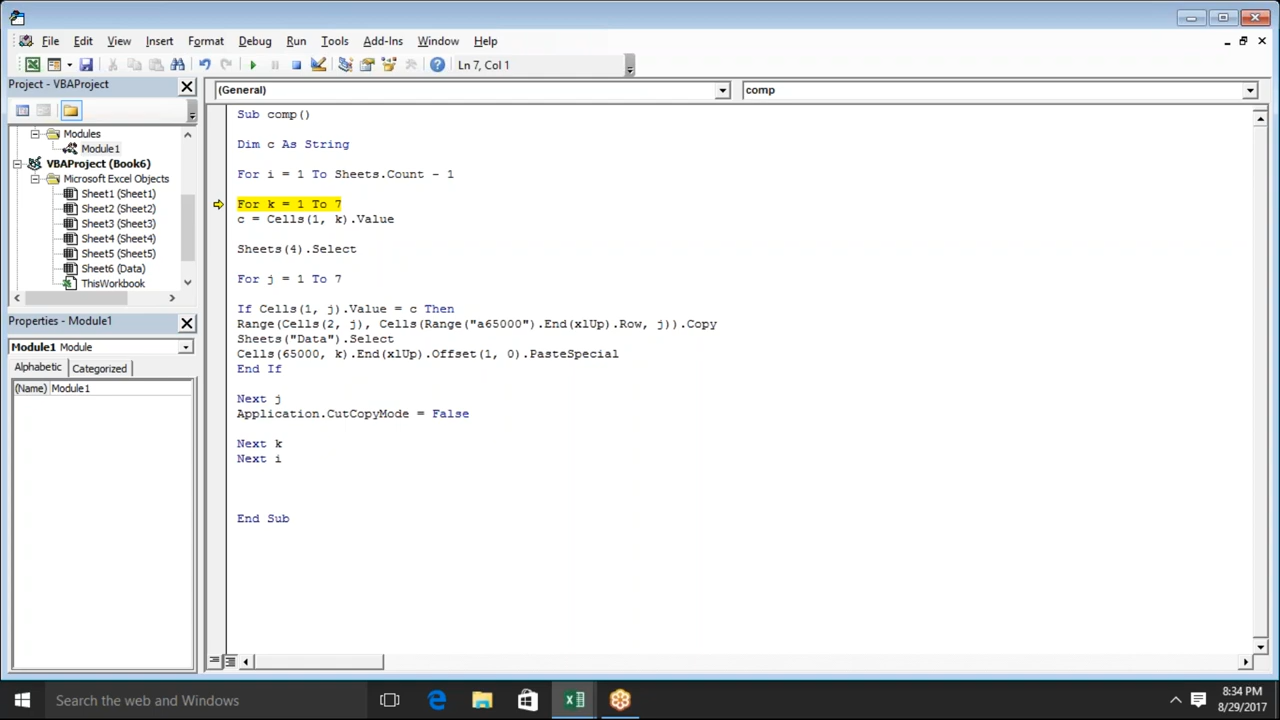 File Edit View Insert Format Debug Run Tools Add-Ins Window Help
Ln 7, Col 1
Project - VBAProject
(General)
comp
Modules
Module1
VBAProject (Book6)
Microsoft Excel Objects
Sheet1 (Sheet1)
Sheet2 (Sheet2)
Sheet3 (Sheet3)
Sheet4 (Sheet4)
Sheet5 (Sheet5)
Sheet6 (Data)
ThisWorkbook
Properties - Module1
Module1 Module
Alphabetic Categorized
(Name) Module1
Sub comp()
Dim c As String
For i = 1 To Sheets.Count - 1
For k = 1 To 7
c = Cells(1, k).Value
Sheets(4).Select
For j = 1 To 7
If Cells(1, j).Value = c Then
Range(Cells(2, j), Cells(Range("a65000").End(xlUp).Row, j)).Copy
Sheets("Data").Select
Cells(65000, k).End(xlUp).Offset(1, 0).PasteSpecial
End If
Next j
Application.CutCopyMode = False
Next k
Next i
End Sub
Search the web and Windows
8:34 PM
8/29/2017